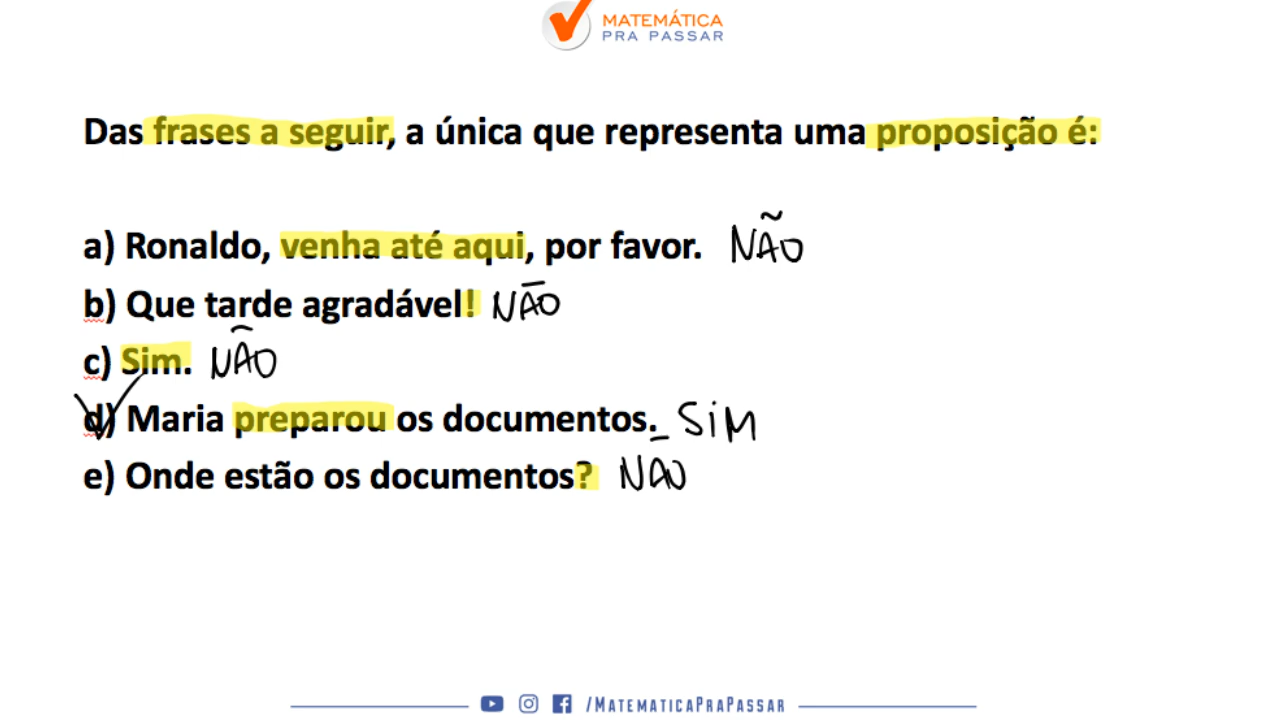 MATEMÁTICA
PRA PASSAR
Das frases a seguir, a única que representa uma proposição é:
a) Ronaldo, venha até aqui, por favor. NÃO
b) Que tarde agradável! NÃO
c) Sim. NÃO
d) Maria preparou os documentos. SiM
e) Onde estão os documentos? NÃO
/MatematicaPraPassar